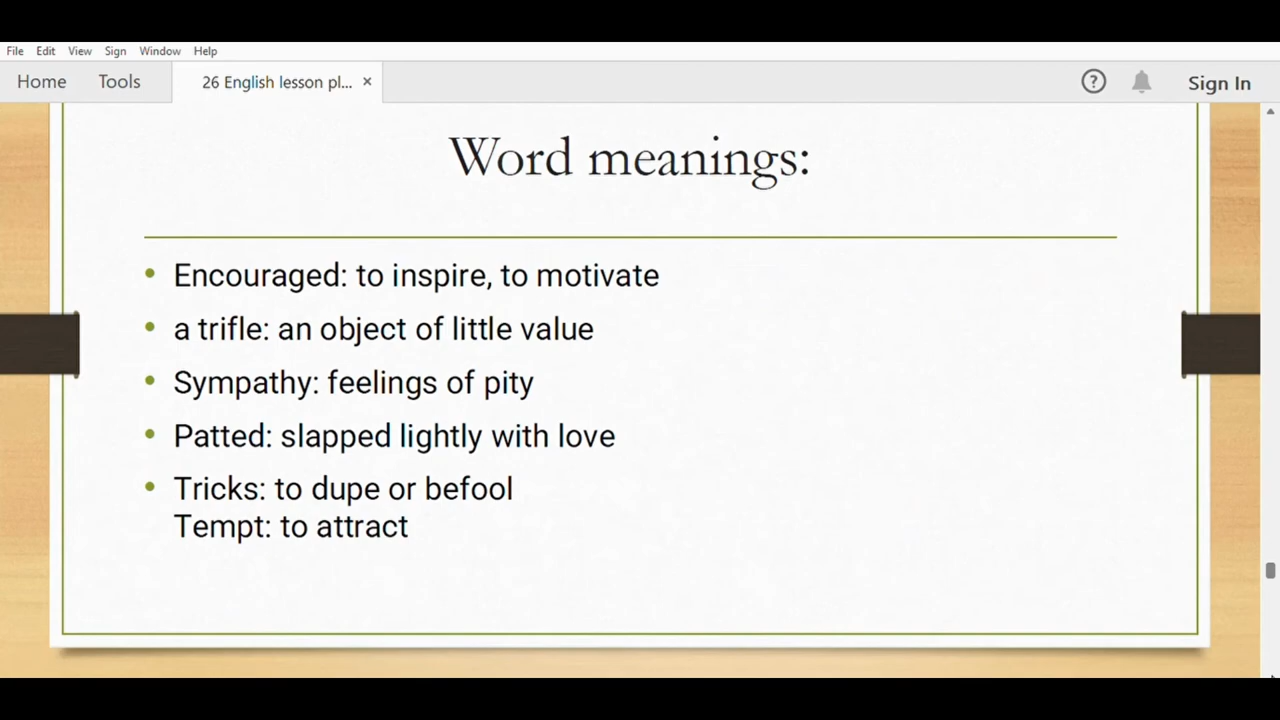 File Edit View Sign Window Help
Home Tools 26 English lesson pl... × ? Sign In
Word meanings:
• Encouraged: to inspire, to motivate
• a trifle: an object of little value
• Sympathy: feelings of pity
• Patted: slapped lightly with love
• Tricks: to dupe or befool
Tempt: to attract